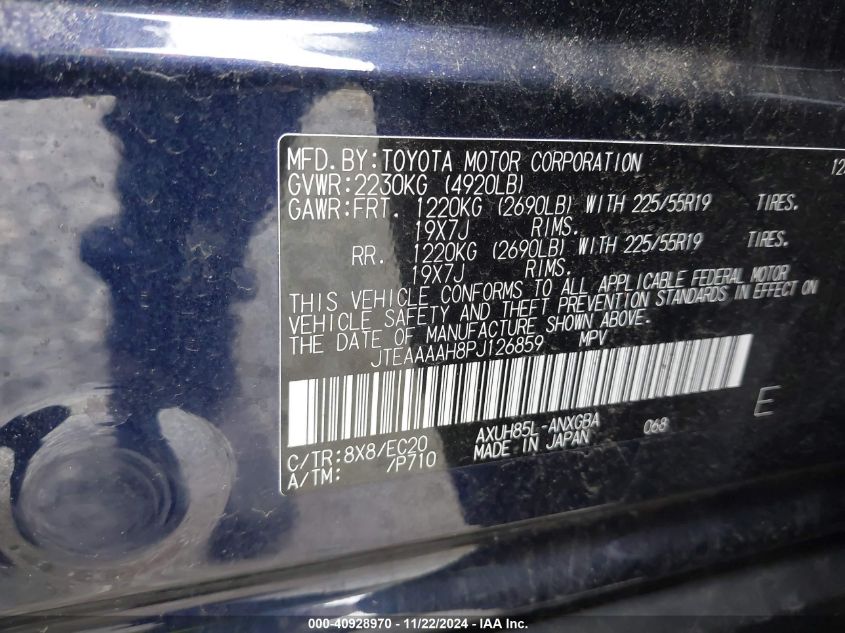 MFD.BY:TOYOTA MOTOR CORPORATION
GVWR:2230KG (4920LB)
GAWR:FRT. 1220KG (2690LB) WITH 225/55R19 TIRES.
19X7J RIMS.
RR. 1220KG (2690LB) WITH 225/55R19 TIRES.
19X7J RIMS.
THIS VEHICLE CONFORMS TO ALL APPLICABLE FEDERAL MOTOR
VEHICLE SAFETY AND THEFT PREVENTION STANDARDS IN EFFECT ON
THE DATE OF MANUFACTURE SHOWN ABOVE.
JTEAAAAH8PJ126859 MPV
E
C/TR:8X8/EC20 AXUH85L-ANXGBA 068
A/TM: /P710 MADE IN JAPAN
000-40928970 - 11/22/2024 - IAA Inc.